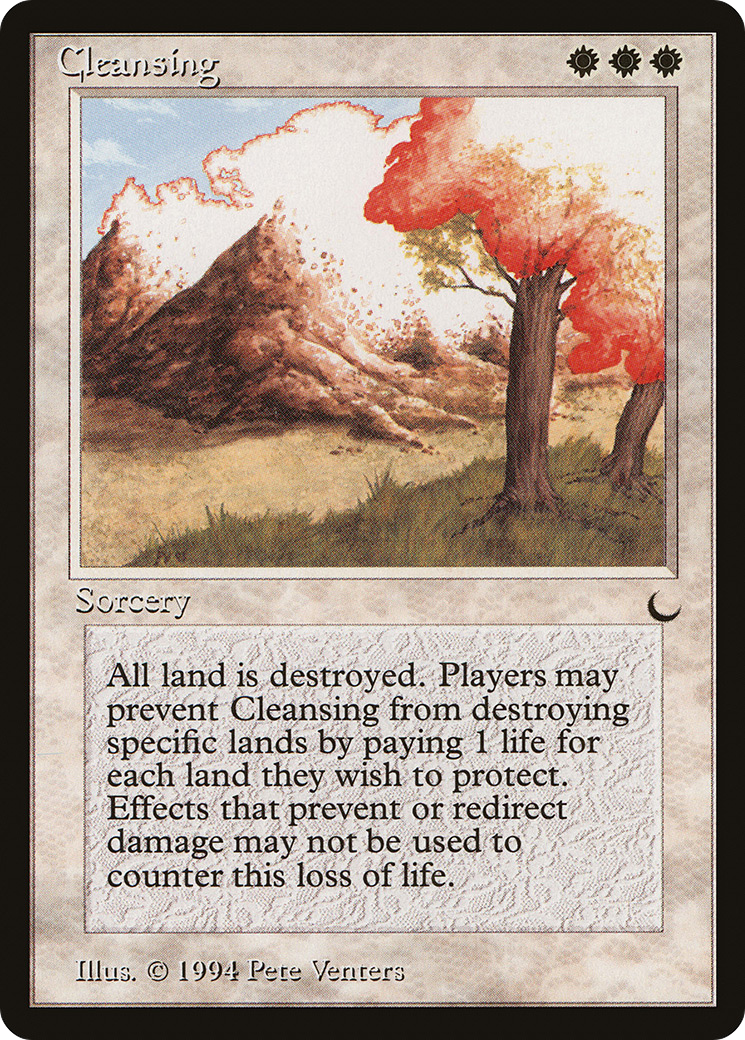 Cleansing
Sorcery
All land is destroyed. Players may
prevent Cleansing from destroying
specific lands by paying 1 life for
each land they wish to protect.
Effects that prevent or redirect
damage may not be used to
counter this loss of life.
Illus. © 1994 Pete Venters